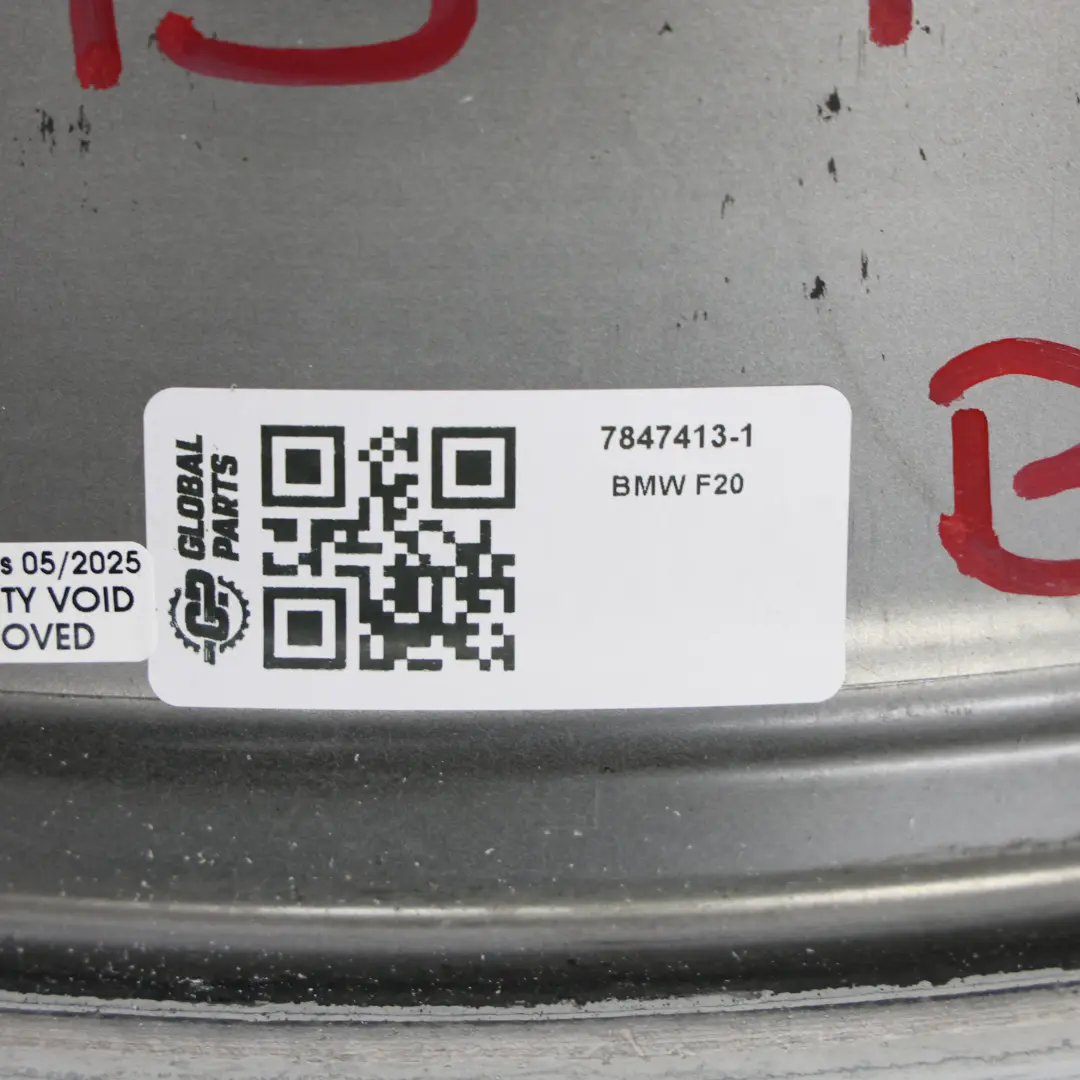 7847413-1
BMW F20
GLOBAL
PARTS
s 05/2025
TY VOID
OVED